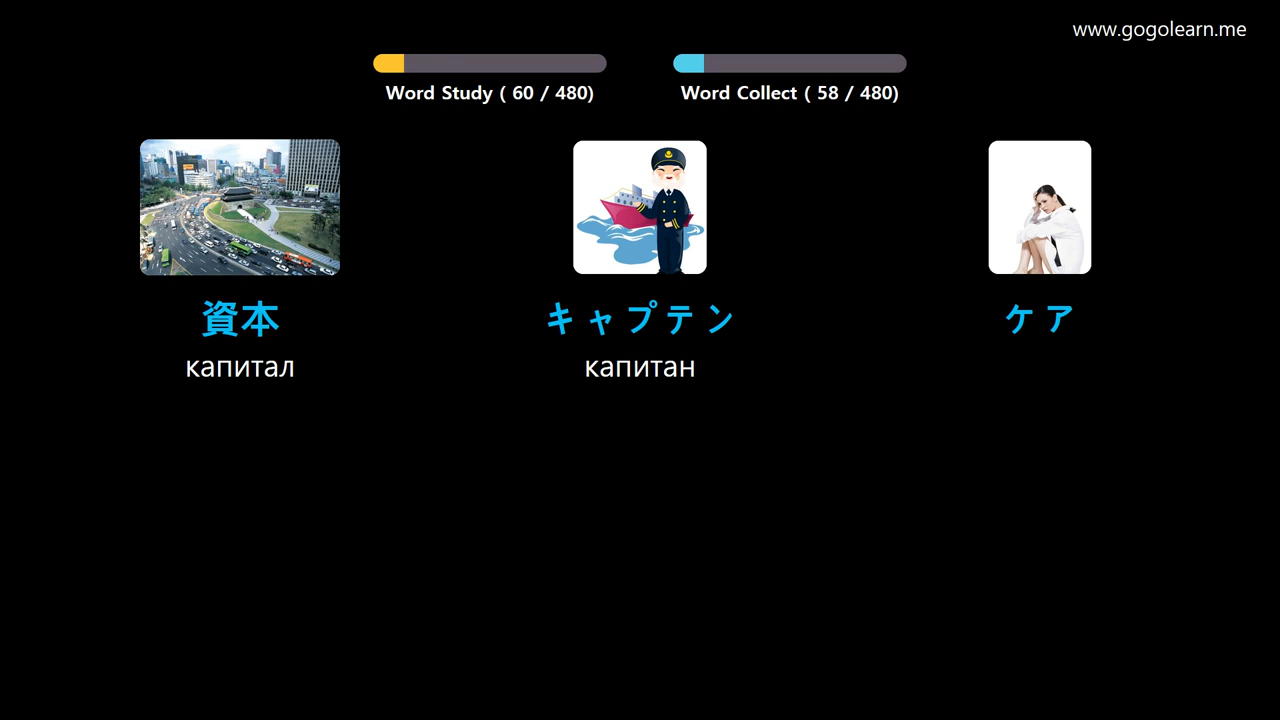 www.gogolearn.me
Word Study ( 60 / 480)
Word Collect ( 58 / 480)
資本
キャプテン
ケア
капитал
капитан